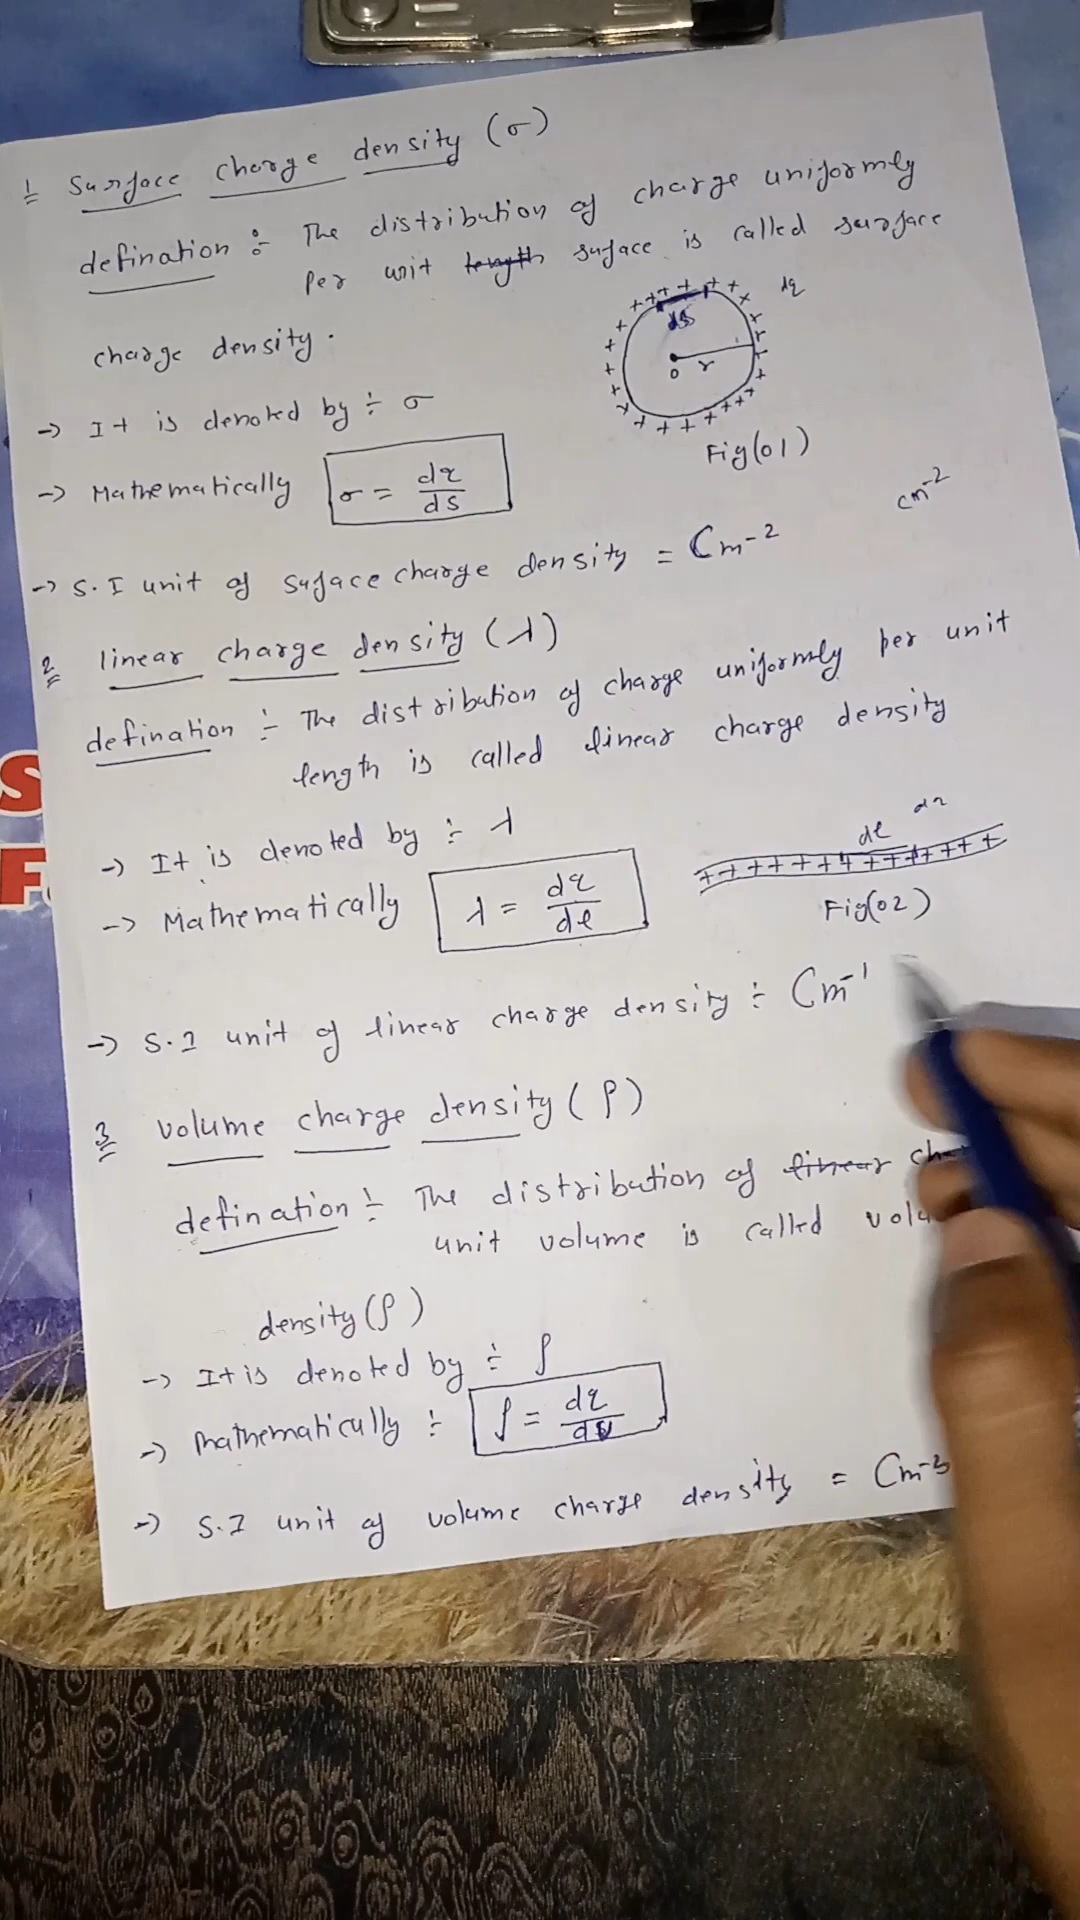 1 Surface charge density (σ)
defination :- The distribution of charge uniformly
per unit length suface is called surface
charge density.
dq
ds
o r
Fig(01)
→ It is denoted by ÷ σ
→ Mathematically σ = dq/ds
cm⁻²
→ S.I unit of suface charge density = Cm-2
2 linear charge density (λ)
defination ÷ The distribution of charge uniformly per unit
length is called linear charge density
→ It is denoted by ÷ λ
dl dq
Fig(02)
→ Mathematically λ = dq/dl
→ S.I unit of linear charge density ÷ Cm⁻¹
3 volume charge density (ρ)
defination ÷ The distribution of linear
unit volume is called
density (ρ)
→ It is denoted by ÷ ρ
→ Mathematically ÷ ρ = dq/dv
→ S.I unit of volume charge density = Cm-3
S
F